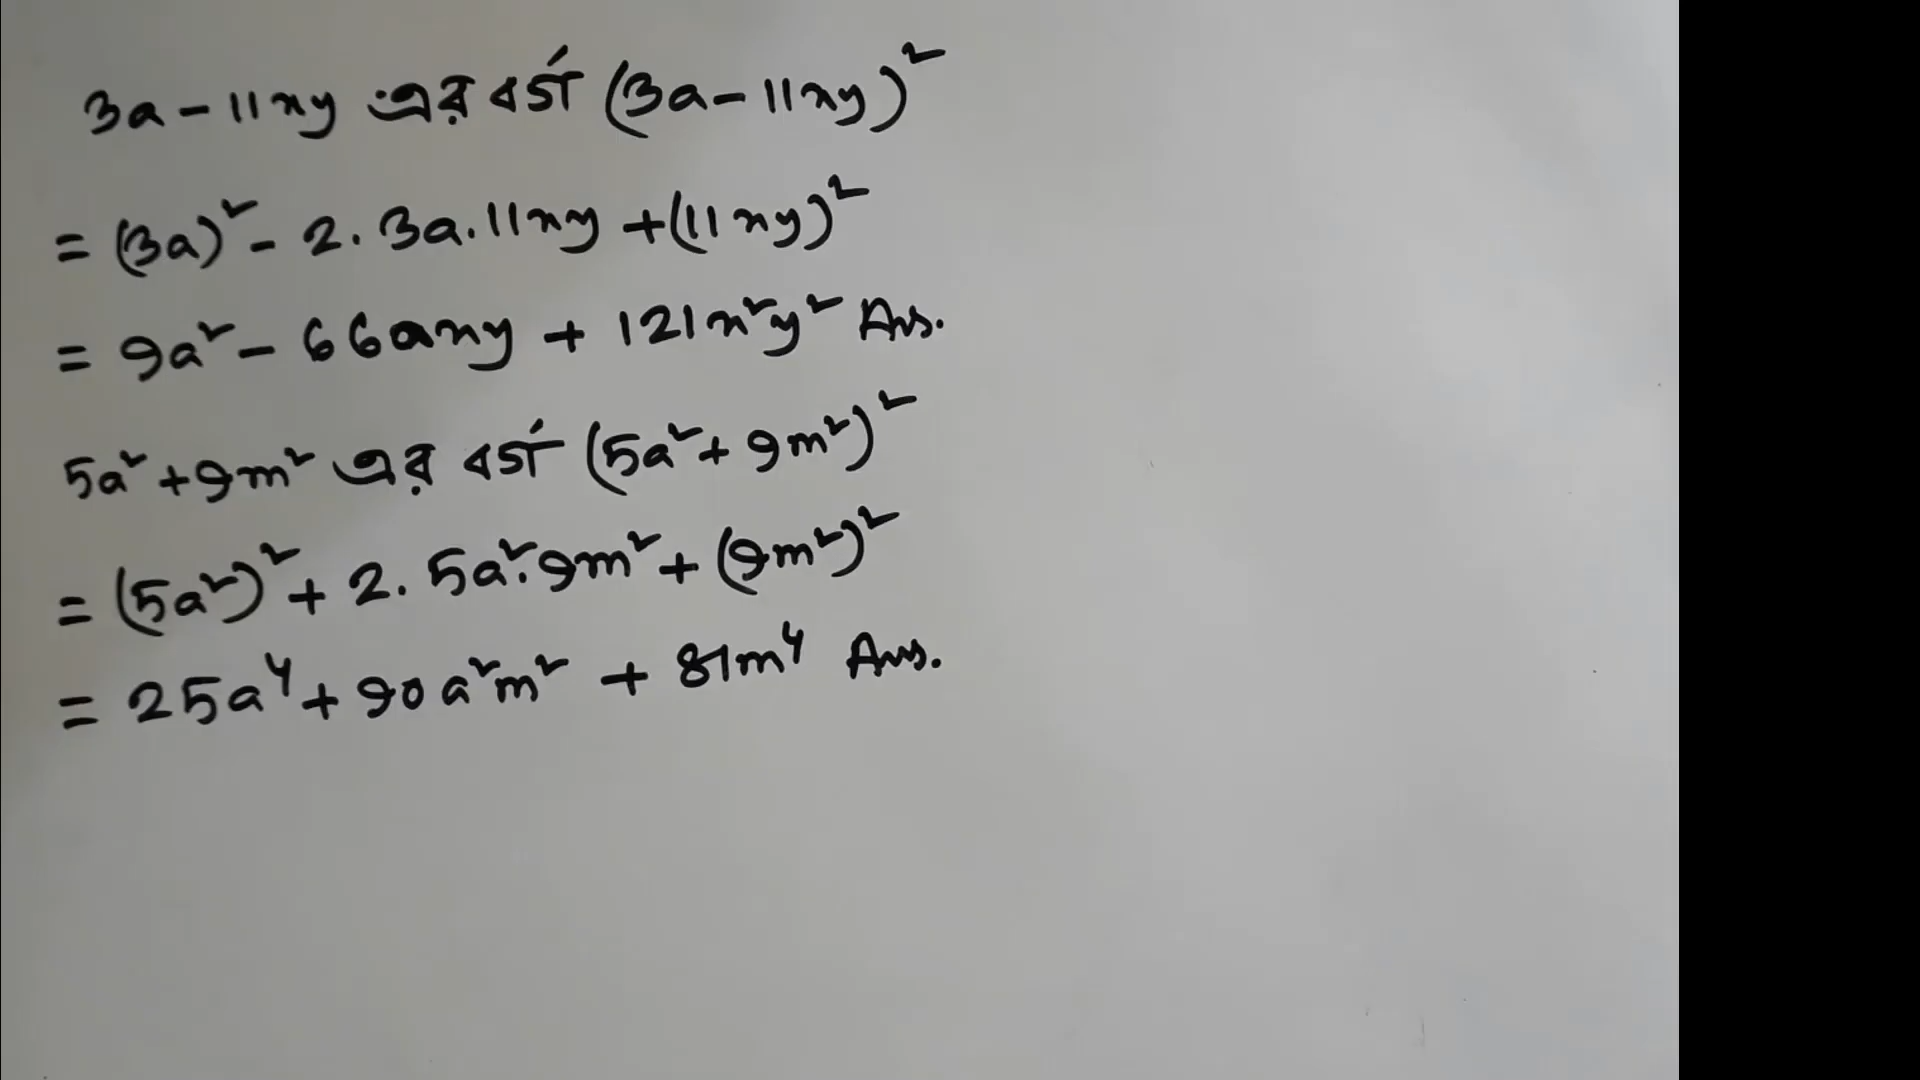 3a - 11xy এর বর্গ (3a - 11xy)²
= (3a)² - 2. 3a. 11xy + (11xy)²
= 9a² - 66axy + 121x²y² Ans.
5a² + 9m² এর বর্গ (5a² + 9m²)²
= (5a²)² + 2. 5a². 9m² + (9m²)²
= 25a⁴ + 90a²m² + 81m⁴ Ans.